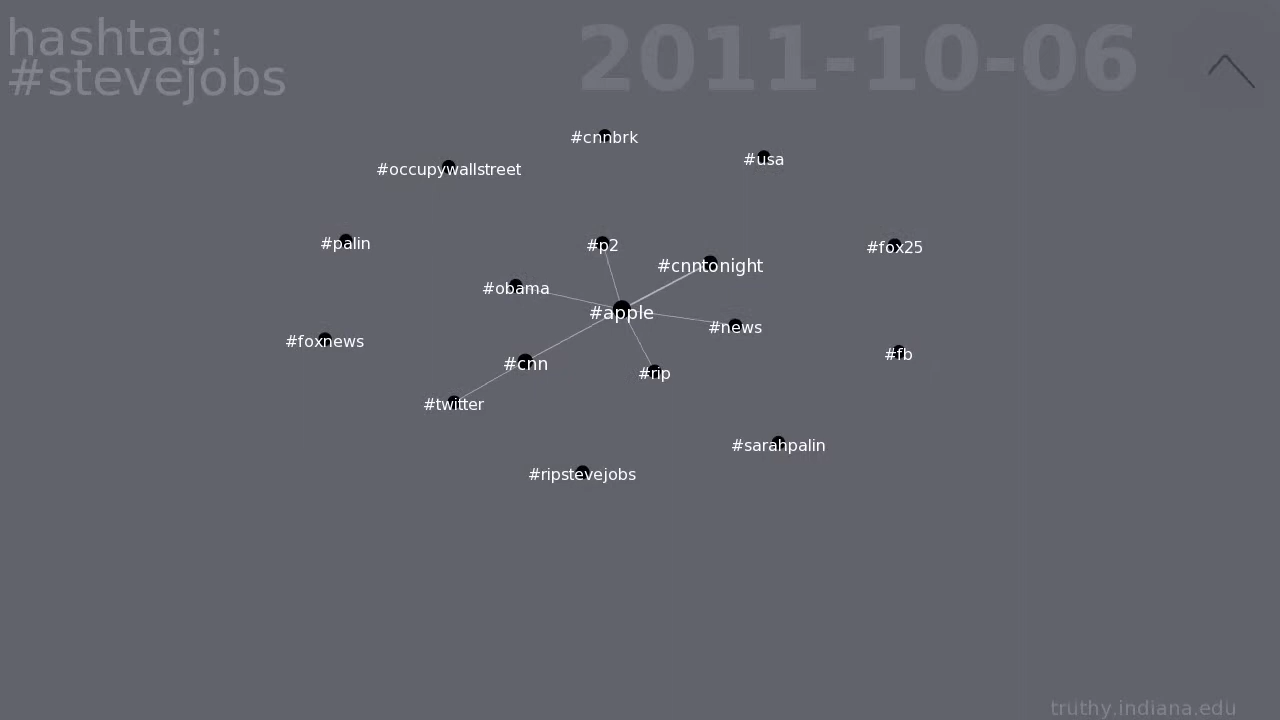 hashtag:
#stevejobs
2011-10-06
#cnnbrk
#usa
#occupywallstreet
#palin
#p2
#fox25
#cnntonight
#obama
#apple
#news
#foxnews
#fb
#cnn
#rip
#twitter
#sarahpalin
#ripstevejobs
truthy.indiana.edu